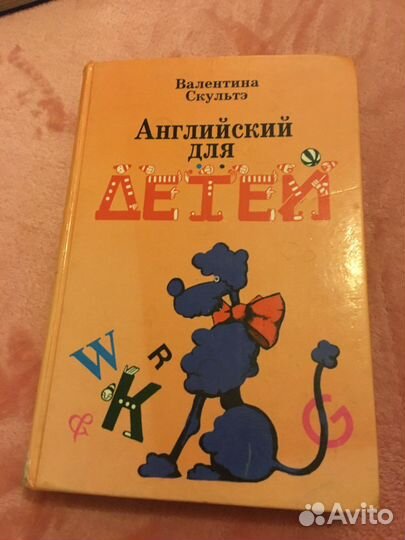 Валентина
Скультэ
Английский
для
ДЕТЕЙ
W
R
K
G
Avito